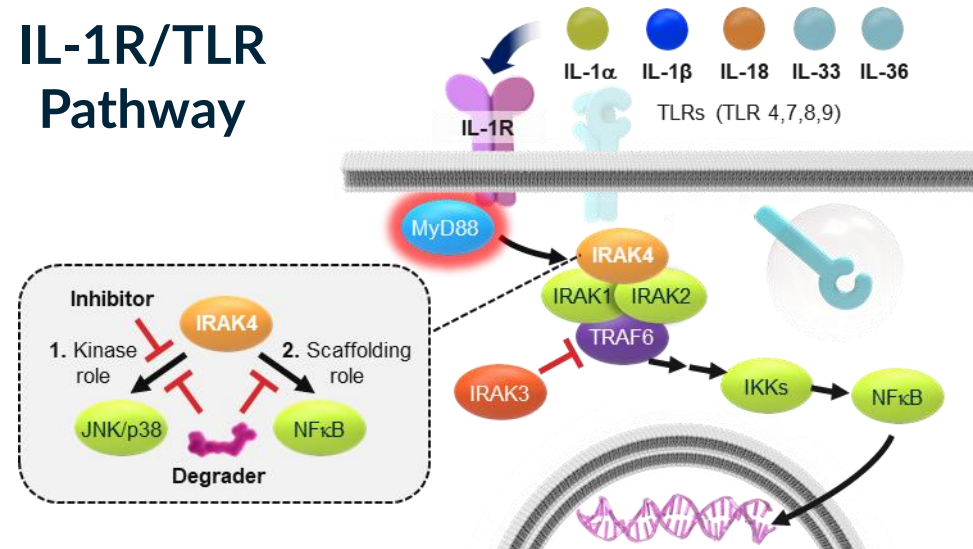 IL-1R/TLR
Pathway
IL-1α
IL-1β
IL-18
IL-33
IL-36
TLRs (TLR 4,7,8,9)
IL-1R
MyD88
IRAK4
IRAK1
IRAK2
TRAF6
IRAK3
IKKs
NFκB
Inhibitor
IRAK4
1. Kinase
role
2. Scaffolding
role
JNK/p38
NFκB
Degrader